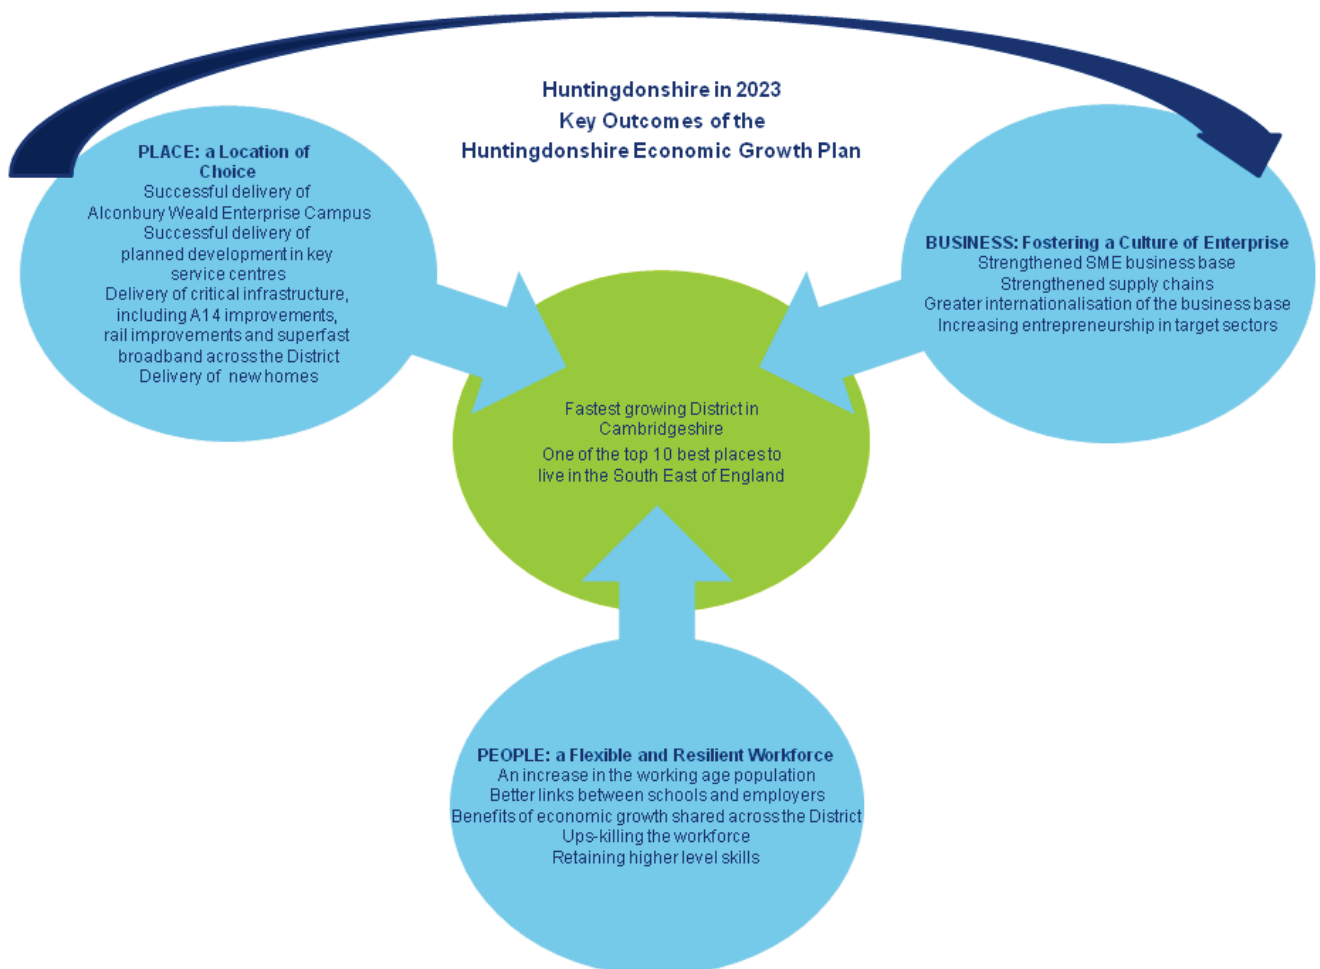 Huntingdonshire in 2023
Key Outcomes of the
Huntingdonshire Economic Growth Plan
PLACE: a Location of
Choice
Successful delivery of
Alconbury Weald Enterprise Campus
Successful delivery of
planned development in key
service centres
Delivery of critical infrastructure,
including A14 improvements,
rail improvements and superfast
broadband across the District
Delivery of new homes
BUSINESS: Fostering a Culture of Enterprise
Strengthened SME business base
Strengthened supply chains
Greater internationalisation of the business base
Increasing entrepreneurship in target sectors
Fastest growing District in
Cambridgeshire
One of the top 10 best places to
live in the South East of England
PEOPLE: a Flexible and Resilient Workforce
An increase in the working age population
Better links between schools and employers
Benefits of economic growth shared across the District
Ups-killing the workforce
Retaining higher level skills